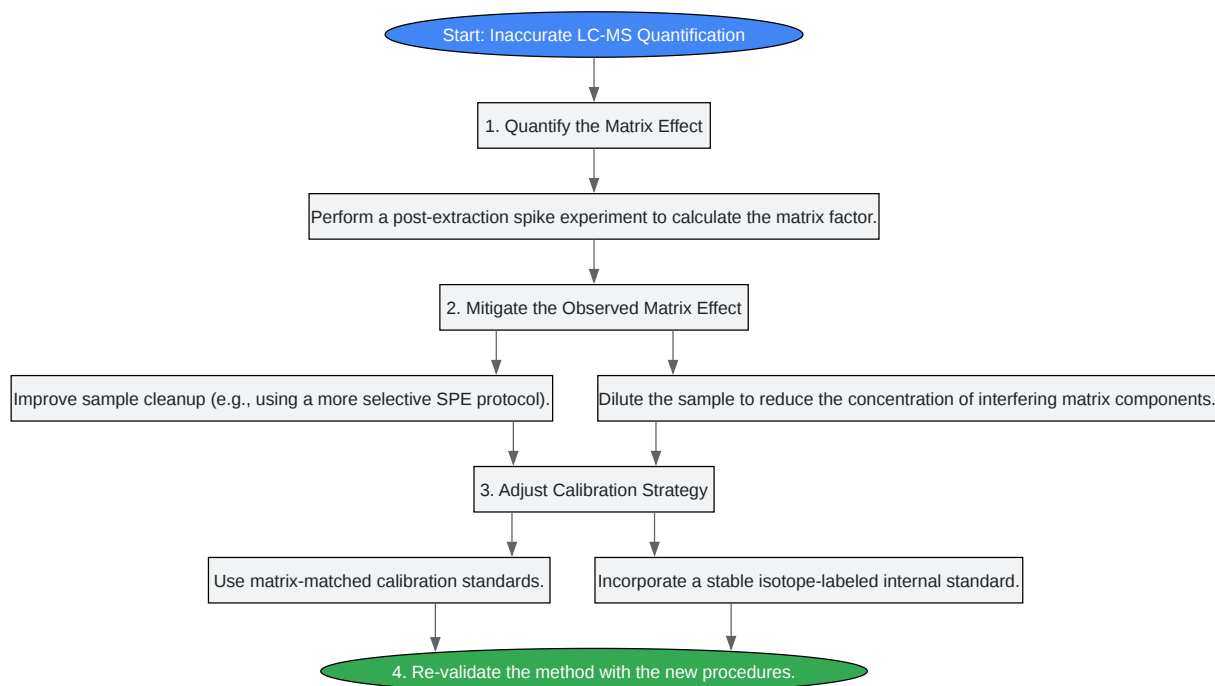 Start: Inaccurate LC-MS Quantification
1. Quantify the Matrix Effect
Perform a post-extraction spike experiment to calculate the matrix factor.
2. Mitigate the Observed Matrix Effect
Improve sample cleanup (e.g., using a more selective SPE protocol).
Dilute the sample to reduce the concentration of interfering matrix components.
3. Adjust Calibration Strategy
Use matrix-matched calibration standards.
Incorporate a stable isotope-labeled internal standard.
4. Re-validate the method with the new procedures.